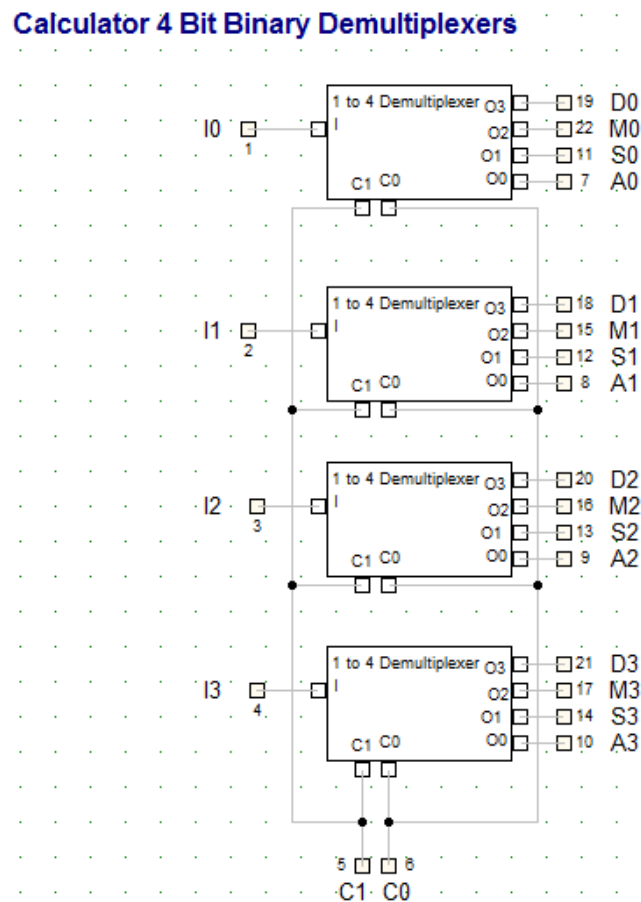 Calculator 4 Bit Binary Demultiplexers
1 to 4 Demultiplexer O3 19 D0
I0 1 I O2 22 M0
O1 11 S0
C1 C0 O0 7 A0
1 to 4 Demultiplexer O3 18 D1
I1 2 I O2 15 M1
O1 12 S1
C1 C0 O0 8 A1
1 to 4 Demultiplexer O3 20 D2
I2 3 I O2 16 M2
O1 13 S2
C1 C0 O0 9 A2
1 to 4 Demultiplexer O3 21 D3
I3 4 I O2 17 M3
O1 14 S3
C1 C0 O0 10 A3
5 6
C1 C0